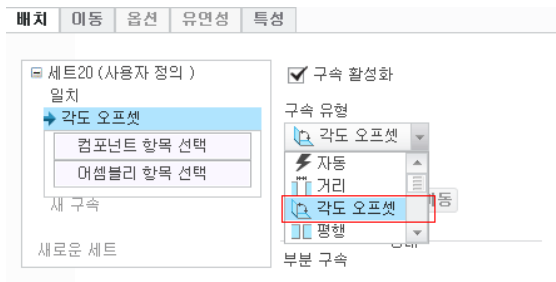 배치 이동 옵션 유연성 특성
세트20 (사용자 정의 )
일치
각도 오프셋
컴포넌트 항목 선택
어셈블리 항목 선택
새 구속
새로운 세트
구속 활성화
구속 유형
각도 오프셋
자동
거리
각도 오프셋
평행
부분 구속